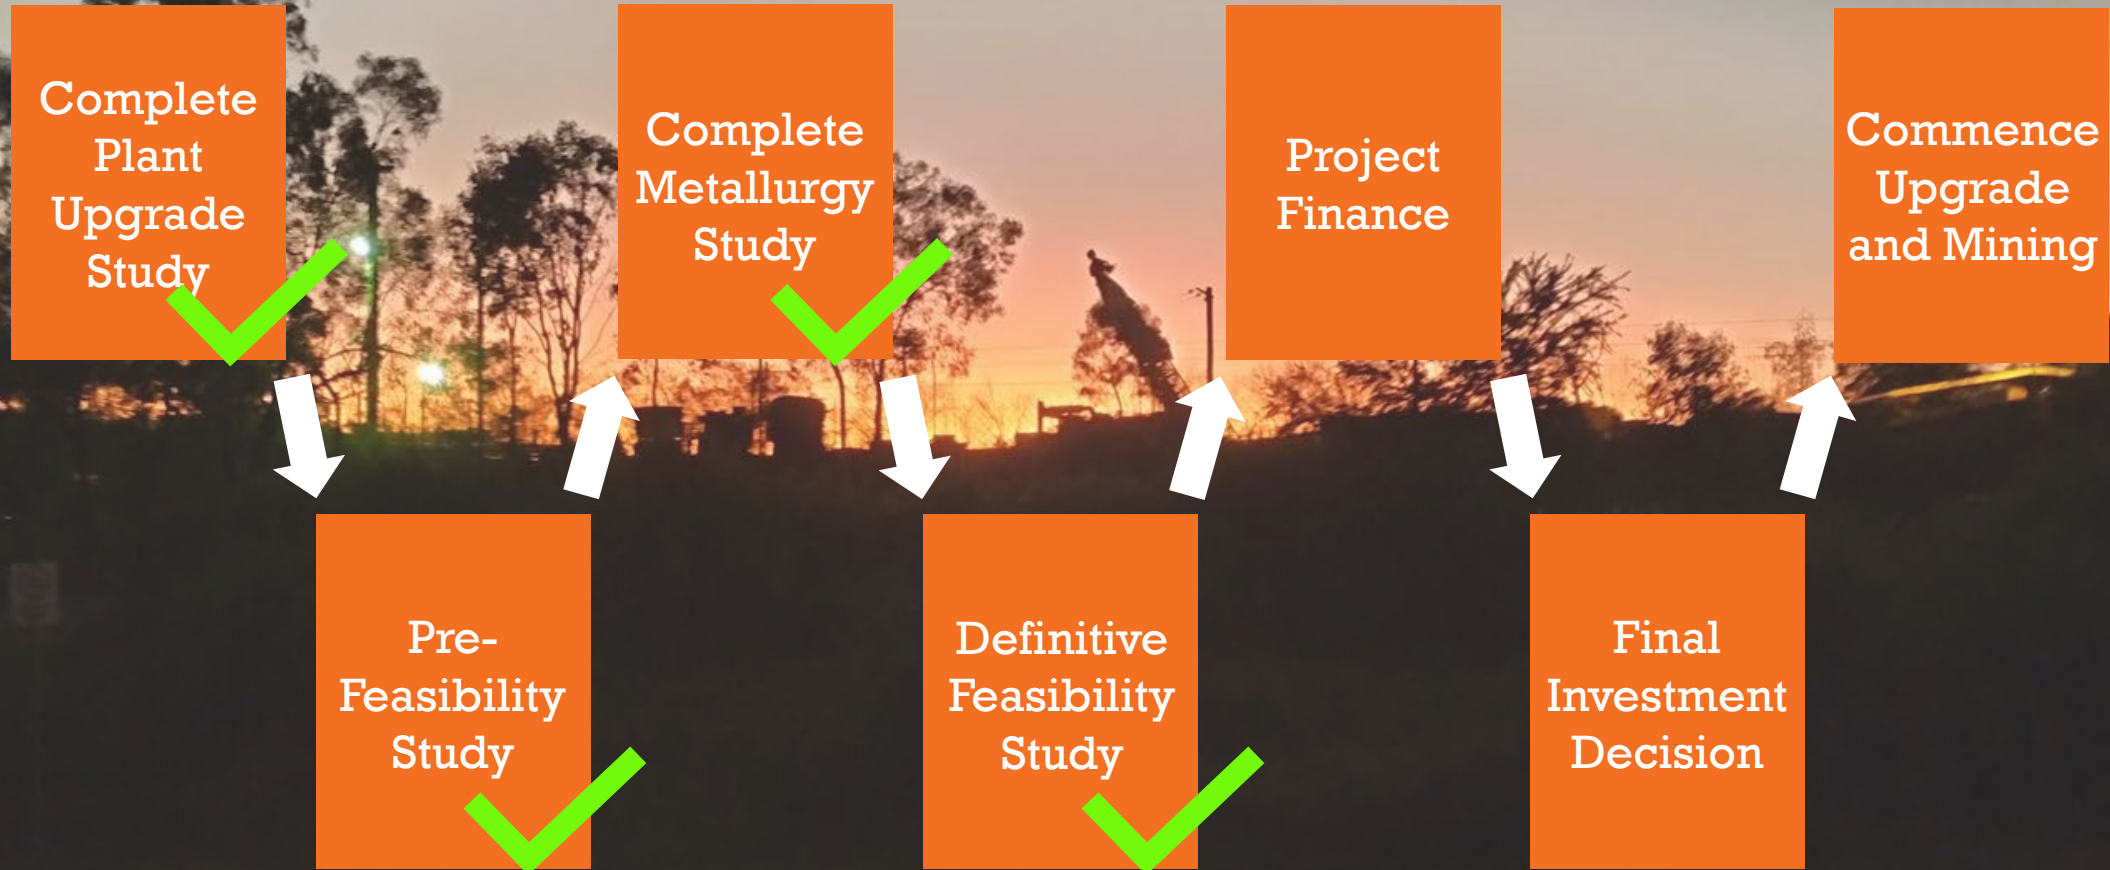 Complete
Plant
Upgrade
Study
Pre-
Feasibility
Study
Complete
Metallurgy
Study
Definitive
Feasibility
Study
Project
Finance
Final
Investment
Decision
Commence
Upgrade
and Mining